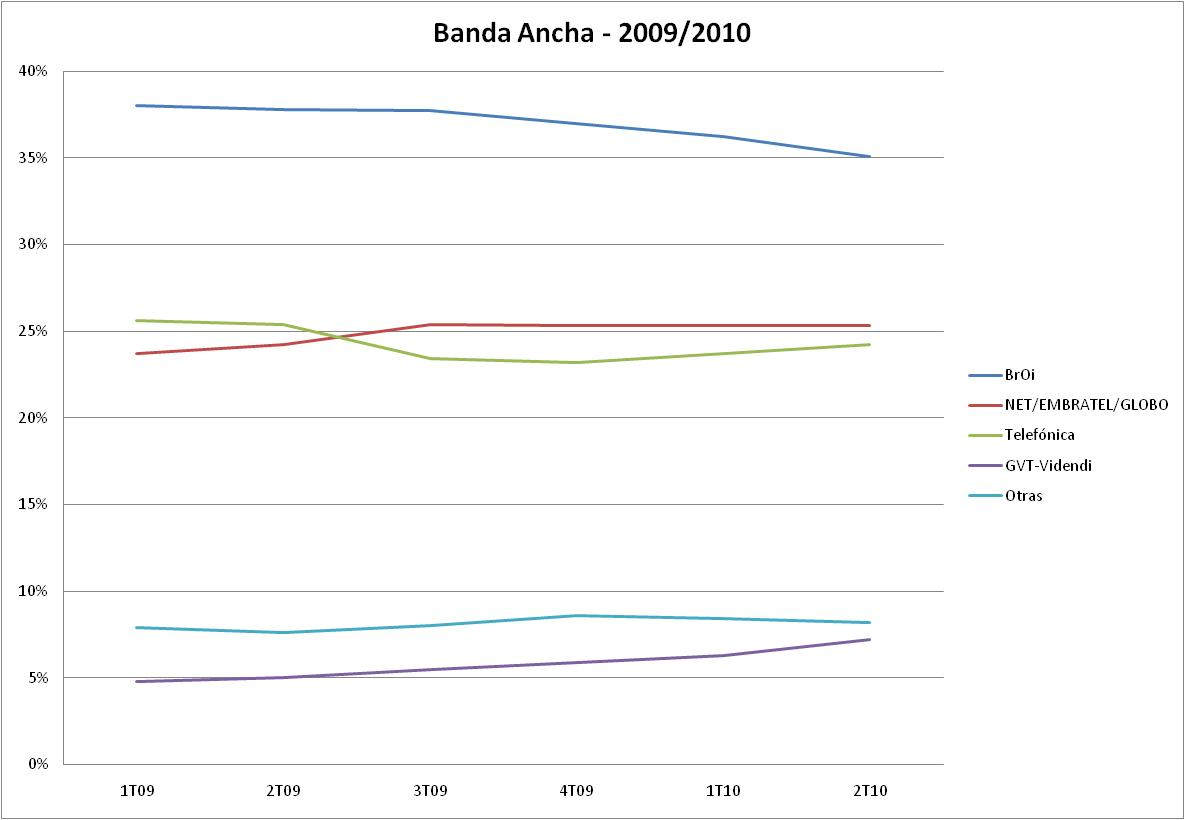 Banda Ancha - 2009/2010
40%
35%
30%
25%
20%
15%
10%
5%
0%
1T09 2T09 3T09 4T09 1T10 2T10
BrOi
NET/EMBRATEL/GLOBO
Telefónica
GVT-Videndi
Otras